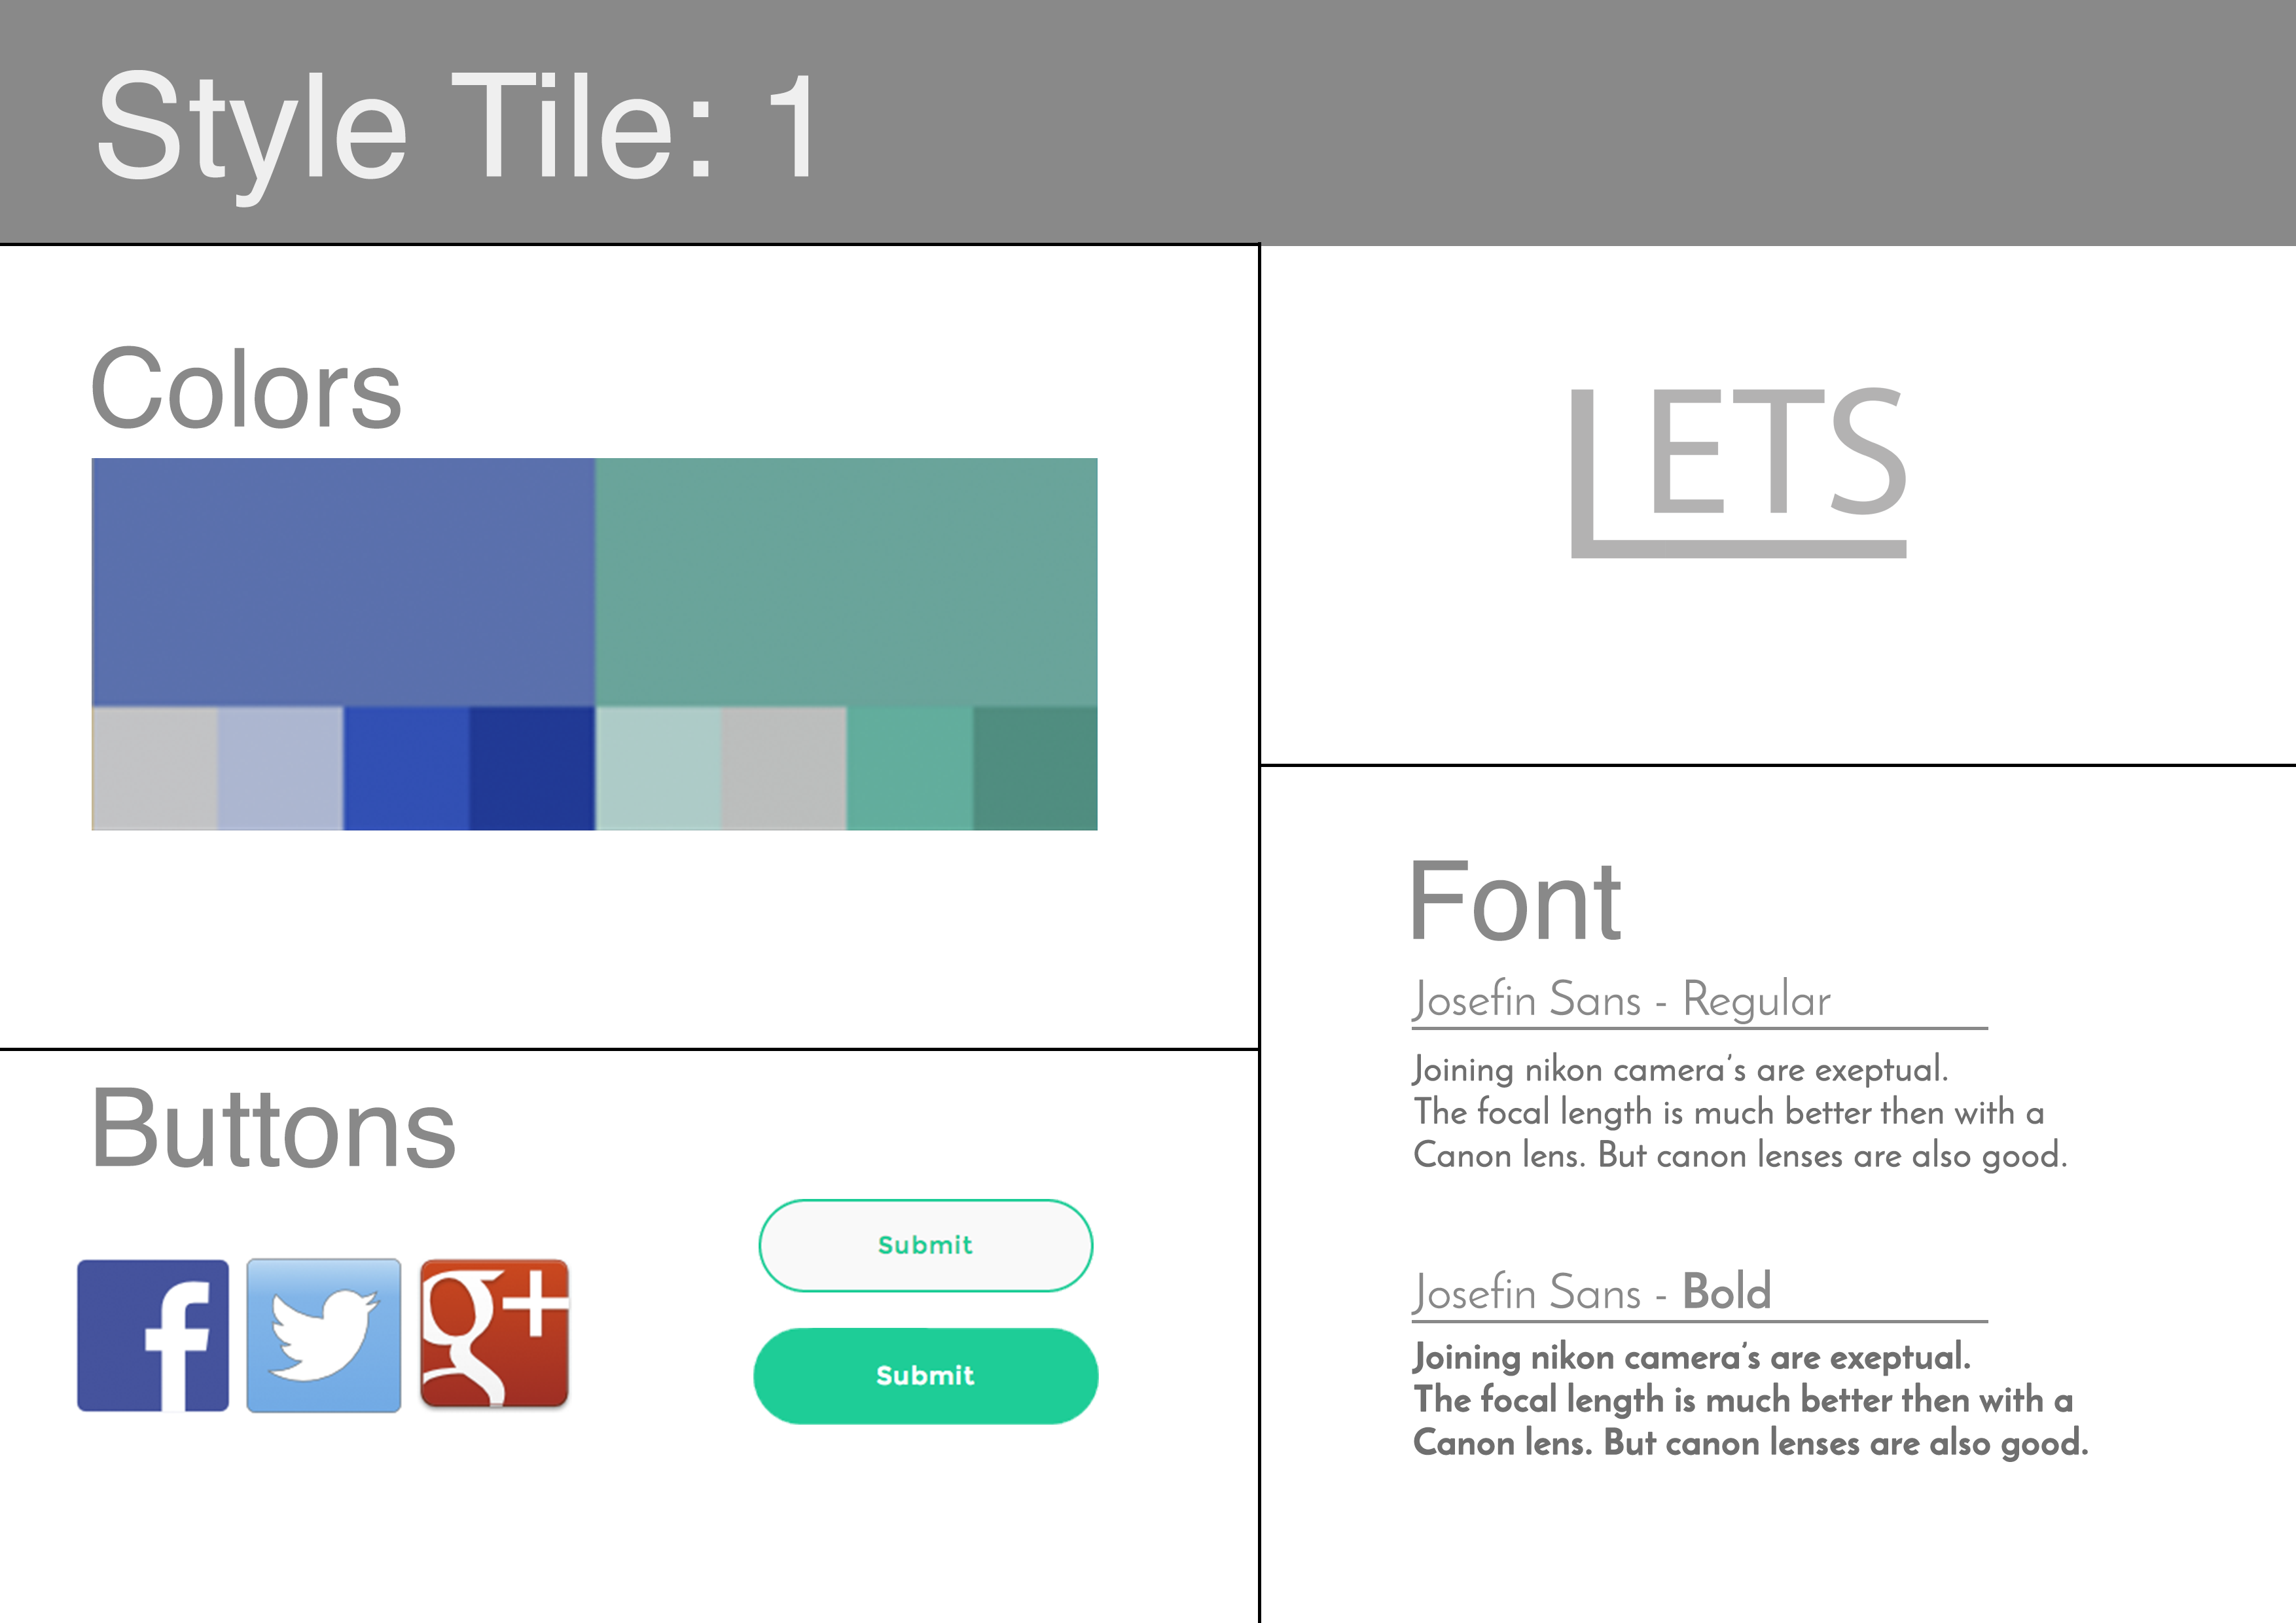 Style Tile: 1
Colors
LETS
Font
Josefin Sans - Regular
Joining nikon camera's are exeptual.
The focal length is much better then with a
Canon lens. But canon lenses are also good.
Josefin Sans - Bold
Joining nikon camera's are exeptual.
The focal length is much better then with a
Canon lens. But canon lenses are also good.
Buttons
f
g+
Submit
Submit